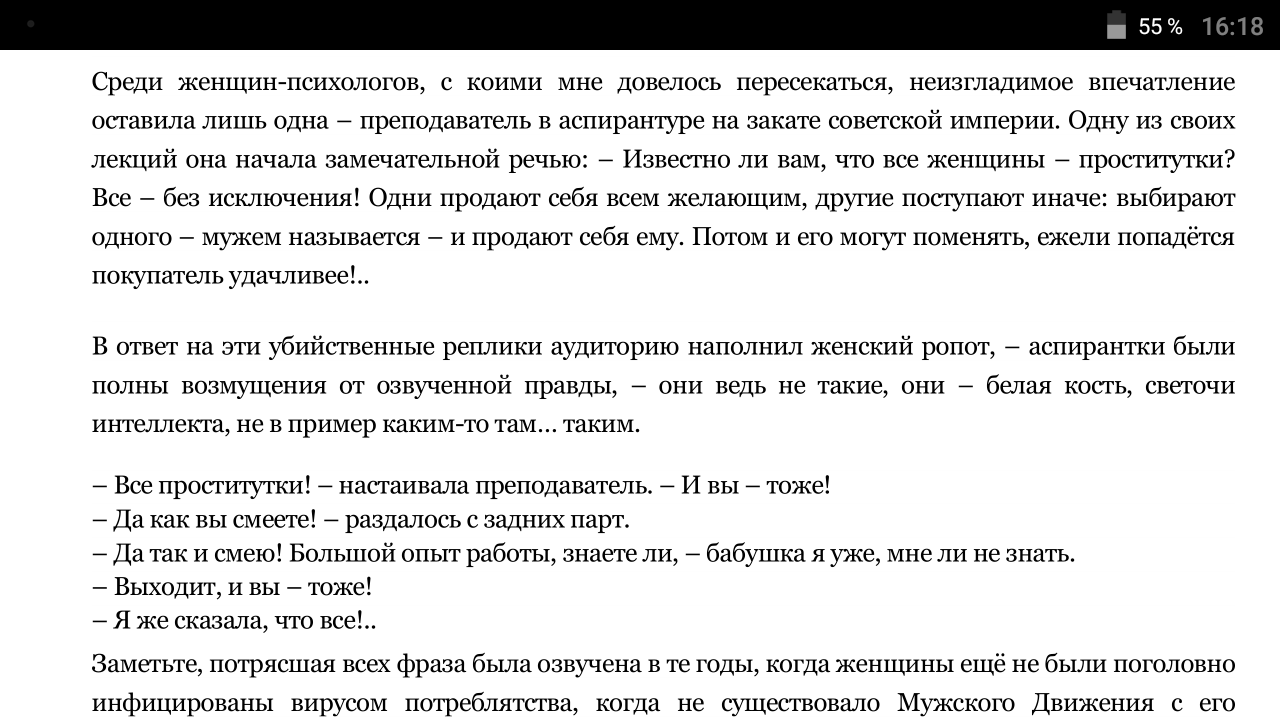 55 % 16:18
Среди женщин-психологов, с коими мне довелось пересекаться, неизгладимое впечатление
оставила лишь одна – преподаватель в аспирантуре на закате советской империи. Одну из своих
лекций она начала замечательной речью: – Известно ли вам, что все женщины – проститутки?
Все – без исключения! Одни продают себя всем желающим, другие поступают иначе: выбирают
одного – мужем называется – и продают себя ему. Потом и его могут поменять, ежели попадётся
покупатель удачливее!..
В ответ на эти убийственные реплики аудиторию наполнил женский ропот, – аспирантки были
полны возмущения от озвученной правды, – они ведь не такие, они – белая кость, светочи
интеллекта, не в пример каким-то там... таким.
– Все проститутки! – настаивала преподаватель. – И вы – тоже!
– Да как вы смеете! – раздалось с задних парт.
– Да так и смею! Большой опыт работы, знаете ли, – бабушка я уже, мне ли не знать.
– Выходит, и вы – тоже!
– Я же сказала, что все!..
Заметьте, потрясшая всех фраза была озвучена в те годы, когда женщины ещё не были поголовно
инфицированы вирусом потреблятства, когда не существовало Мужского Движения с его